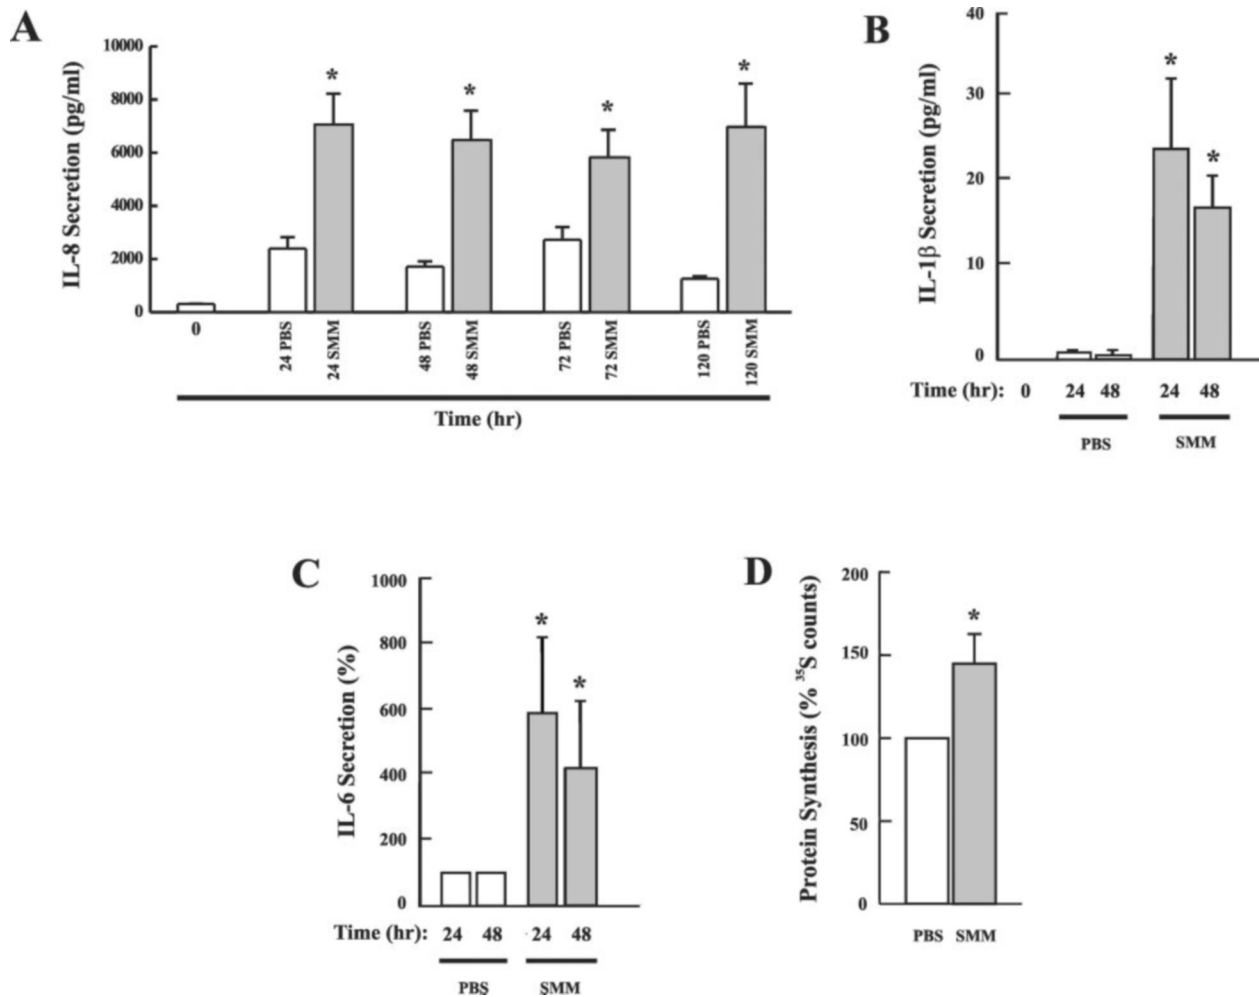 A
IL-8 Secretion (pg/ml)
10000
8000
6000
4000
2000
0
* * * *
0
24 PBS
24 SMM
48 PBS
48 SMM
72 PBS
72 SMM
120 PBS
120 SMM
Time (hr)
B
IL-1β Secretion (pg/ml)
40
30
20
10
0
* *
Time (hr): 0 24 48 24 48
PBS SMM
C
IL-6 Secretion (%)
1000
800
600
400
200
0
* *
Time (hr): 24 48 24 48
PBS SMM
D
Protein Synthesis (% ³⁵S counts)
200
150
100
50
0
*
PBS SMM